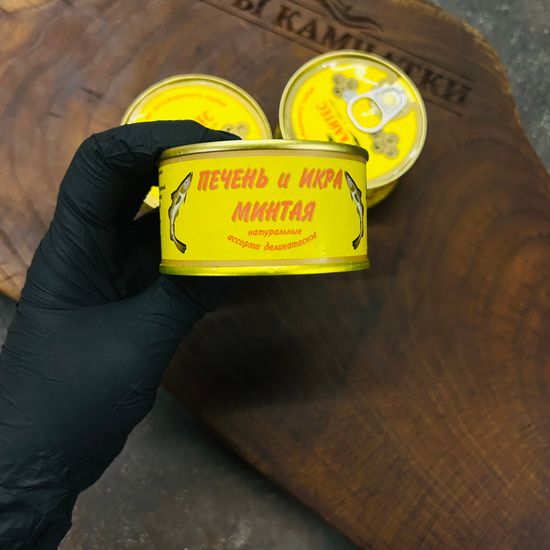 КАМЧАТКИ
ПЕЧЕНЬ и ИКРА
МИНТАЯ
натуральные
ассорти деликатесное